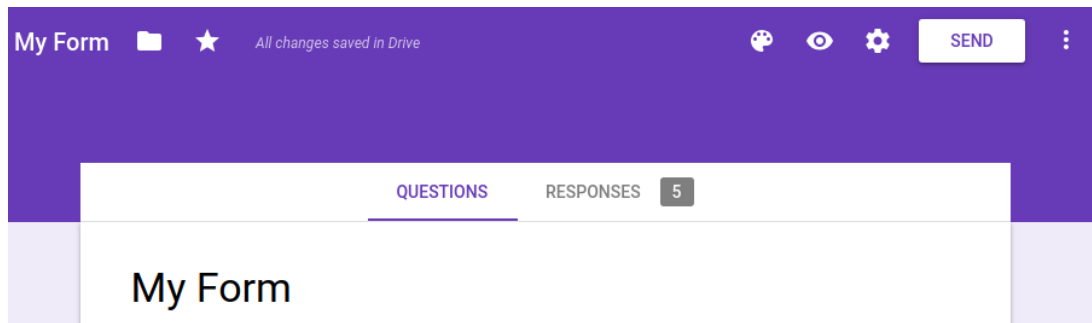 My Form All changes saved in Drive SEND
QUESTIONS RESPONSES 5
My Form